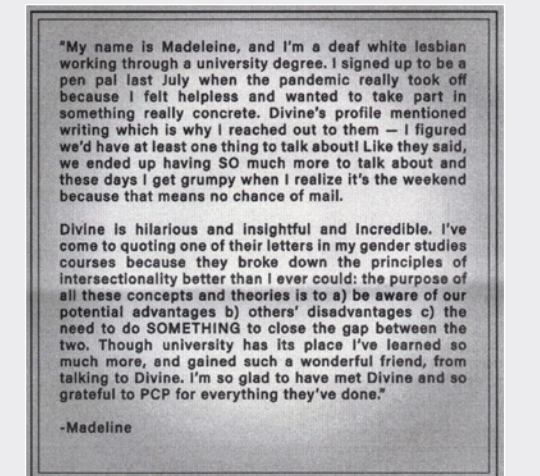 "My name is Madeleine, and I'm a deaf white lesbian
working through a university degree. I signed up to be a
pen pal last July when the pandemic really took off
because I felt helpless and wanted to take part in
something really concrete. Divine's profile mentioned
writing which is why I reached out to them — I figured
we'd have at least one thing to talk about! Like they said,
we ended up having SO much more to talk about and
these days I get grumpy when I realize it's the weekend
because that means no chance of mail.
Divine is hilarious and insightful and incredible. I've
come to quoting one of their letters in my gender studies
courses because they broke down the principles of
intersectionality better than I ever could: the purpose of
all these concepts and theories is to a) be aware of our
potential advantages b) others' disadvantages c) the
need to do SOMETHING to close the gap between the
two. Though university has its place I've learned so
much more, and gained such a wonderful friend, from
talking to Divine. I'm so glad to have met Divine and so
grateful to PCP for everything they've done."
-Madeline